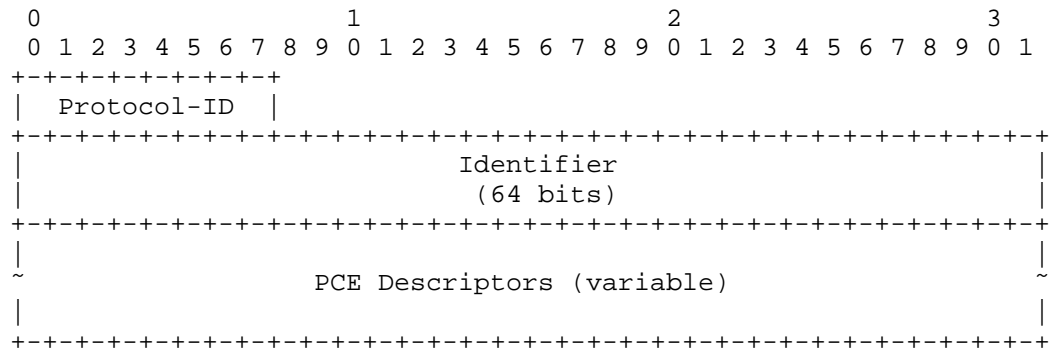 0                   1                   2                   3
 0 1 2 3 4 5 6 7 8 9 0 1 2 3 4 5 6 7 8 9 0 1 2 3 4 5 6 7 8 9 0 1
+-+-+-+-+-+-+-+-+
|  Protocol-ID  |
+-+-+-+-+-+-+-+-+-+-+-+-+-+-+-+-+-+-+-+-+-+-+-+-+-+-+-+-+-+-+-+-+
|                           Identifier                          |
|                            (64 bits)                          |
+-+-+-+-+-+-+-+-+-+-+-+-+-+-+-+-+-+-+-+-+-+-+-+-+-+-+-+-+-+-+-+-+
|                                                               |
~                  PCE Descriptors (variable)                   ~
|                                                               |
+-+-+-+-+-+-+-+-+-+-+-+-+-+-+-+-+-+-+-+-+-+-+-+-+-+-+-+-+-+-+-+-+